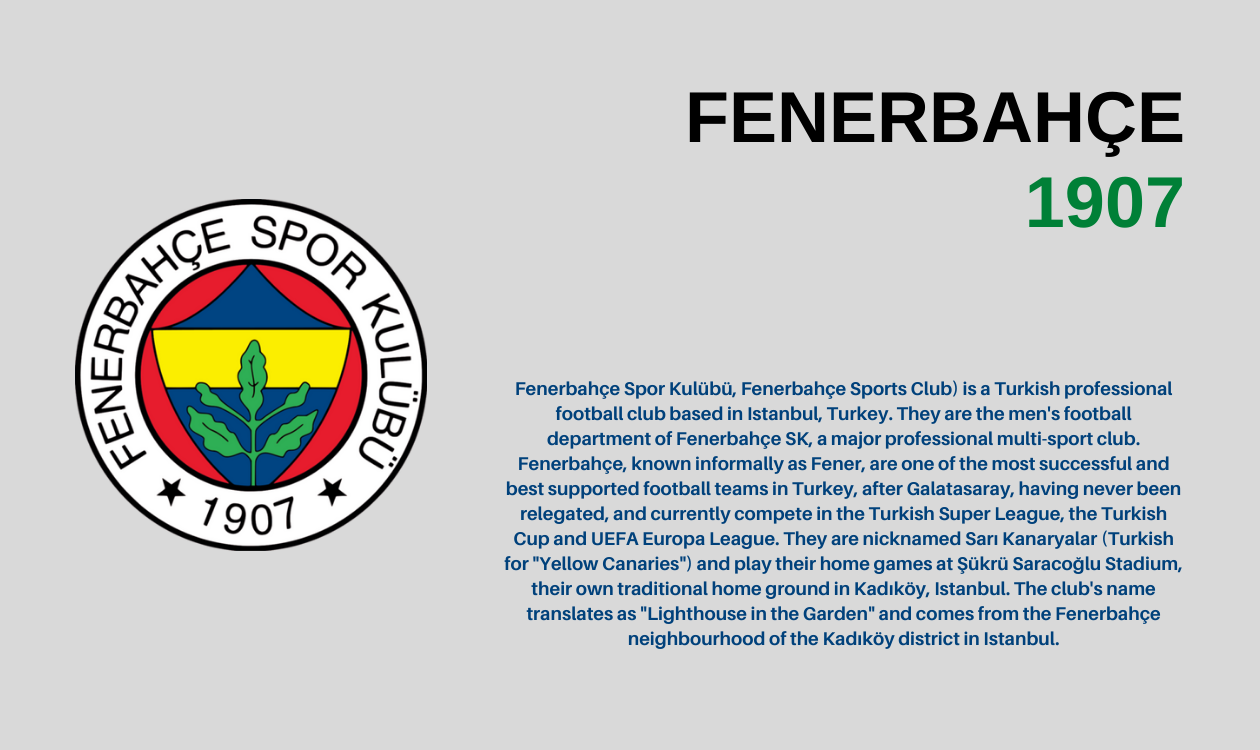 FENERBAHÇE
1907
FENERBAHÇE SPOR KULÜBÜ
★ 1907 ★
Fenerbahçe Spor Kulübü, Fenerbahçe Sports Club) is a Turkish professional
football club based in Istanbul, Turkey. They are the men's football
department of Fenerbahçe SK, a major professional multi-sport club.
Fenerbahçe, known informally as Fener, are one of the most successful and
best supported football teams in Turkey, after Galatasaray, having never been
relegated, and currently compete in the Turkish Super League, the Turkish
Cup and UEFA Europa League. They are nicknamed Sarı Kanaryalar (Turkish
for "Yellow Canaries") and play their home games at Şükrü Saracoğlu Stadium,
their own traditional home ground in Kadıköy, Istanbul. The club's name
translates as "Lighthouse in the Garden" and comes from the Fenerbahçe
neighbourhood of the Kadıköy district in Istanbul.